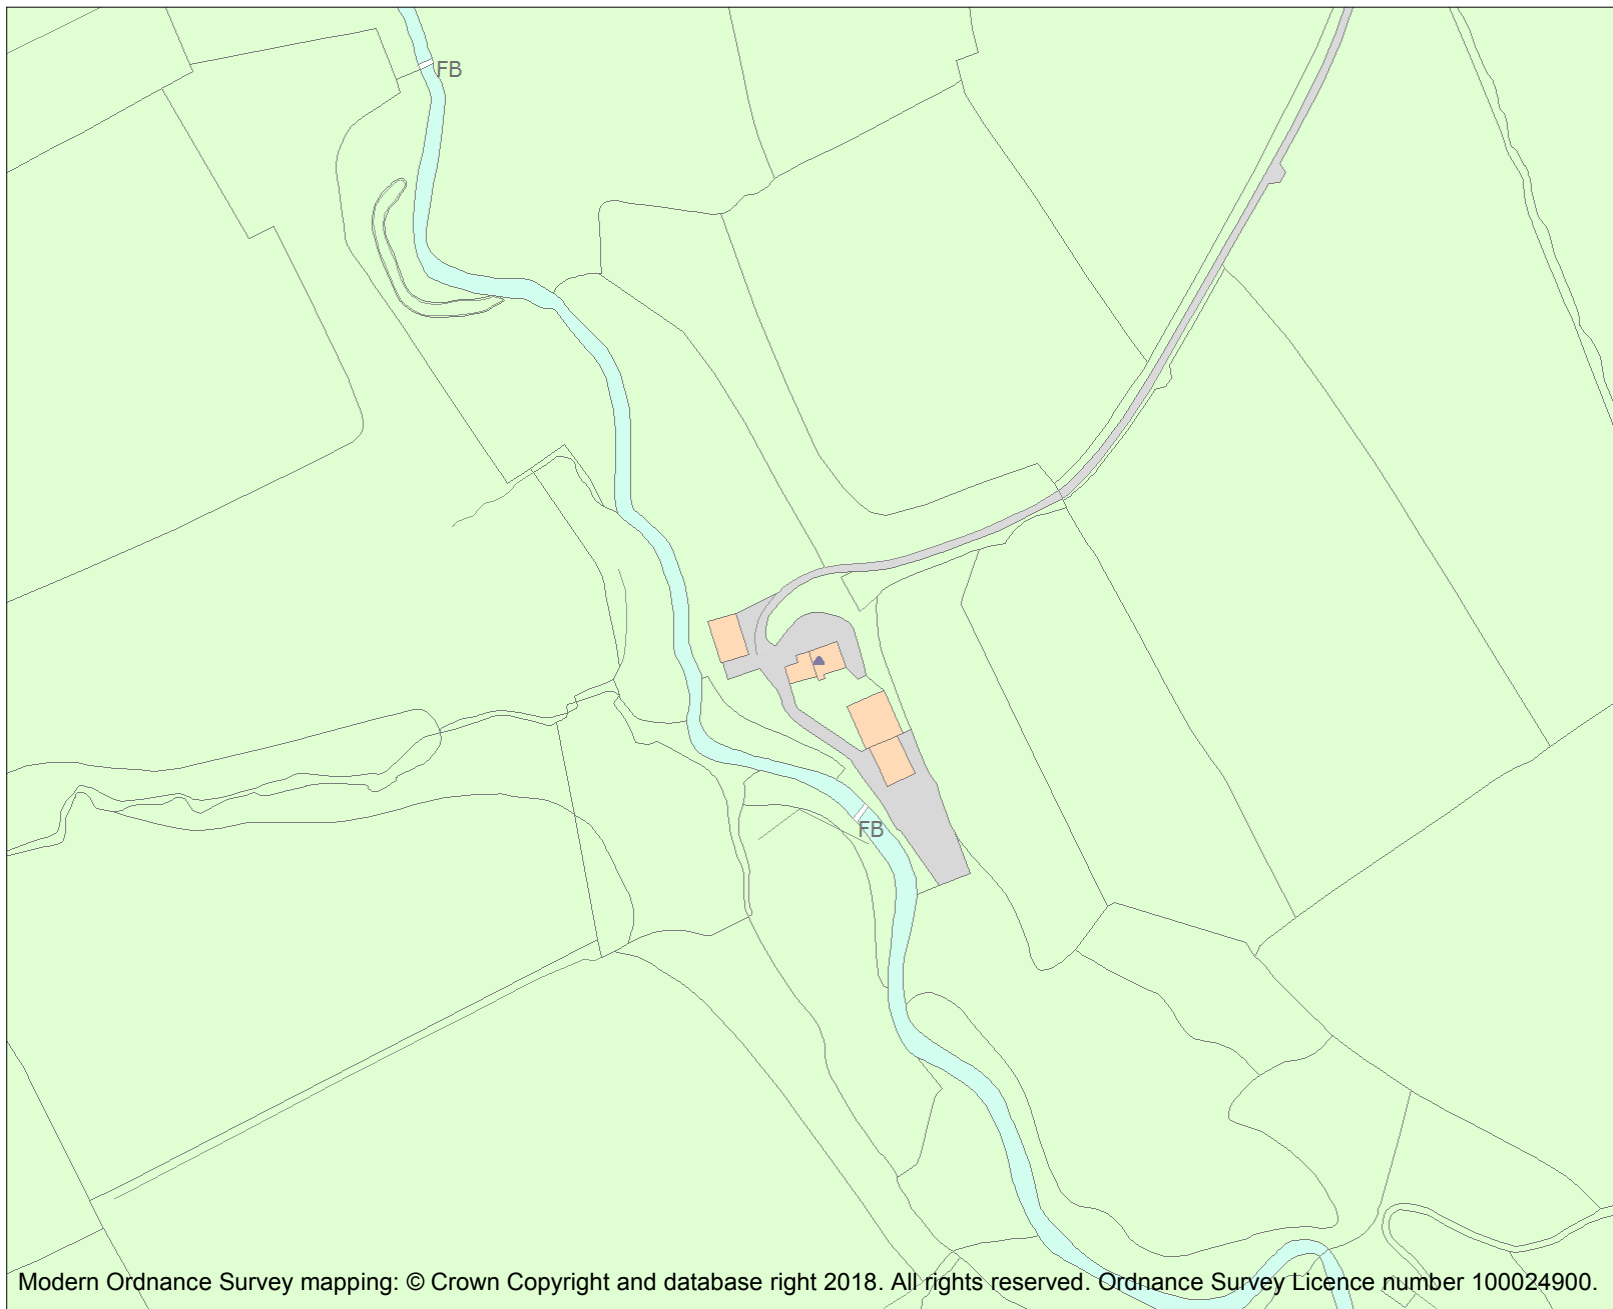 FB
FB
Modern Ordnance Survey mapping: © Crown Copyright and database right 2018. All rights reserved. Ordnance Survey Licence number 100024900.